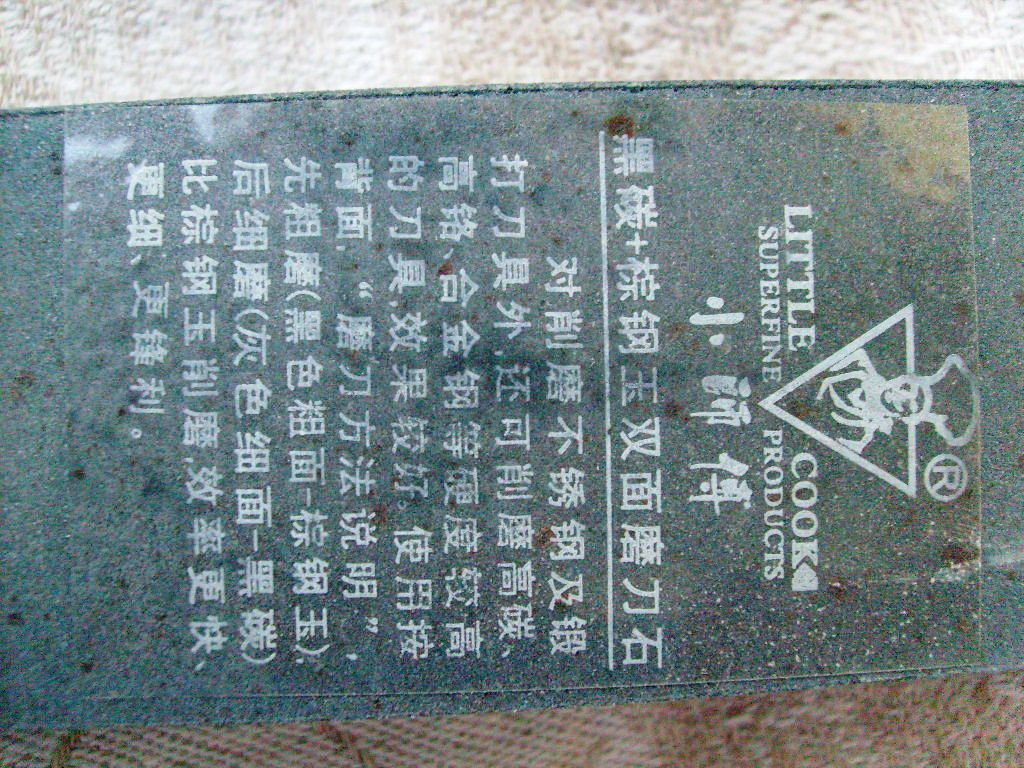 ®
LITTLE COOK
SUPERFINE PRODUCTS
小师傅
黑碳+棕钢玉双面磨刀石
对削磨不锈钢及锻
打刀具外,还可削磨高碳、
高铬、合金钢等硬度较高
的刀具,效果较好。使用按
背面,“磨刀方法说明”,
先粗磨(黑色粗面-棕钢玉);
后细磨(灰色细面-黑碳)
比棕钢玉削磨,效率更快、
更细、更锋利。